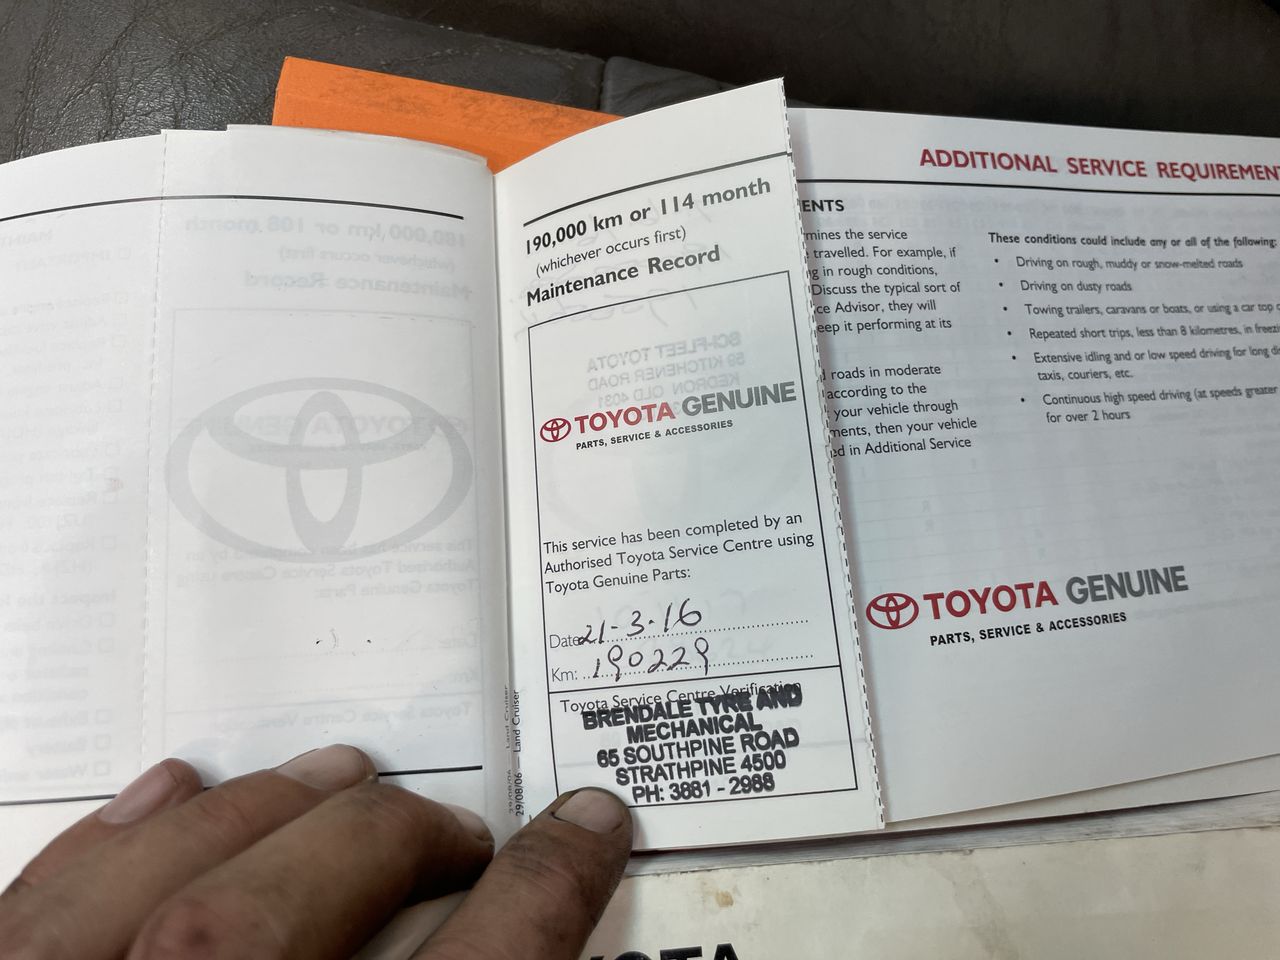 190,000 km or 114 month
(whichever occurs first)
Maintenance Record
TOYOTA GENUINE
PARTS, SERVICE & ACCESSORIES
This service has been completed by an
Authorised Toyota Service Centre using
Toyota Genuine Parts:
Date: 21-3-16
Km: 190229
Toyota Service Centre Verification
BRENDALE TYRE AND
MECHANICAL
65 SOUTHPINE ROAD
STRATHPINE 4500
PH: 3881 - 2988
29/08/06 — Land Cruiser
ADDITIONAL SERVICE REQUIREMENT
ENTS
mines the service
travelled. For example, if
g in rough conditions,
Discuss the typical sort of
ce Advisor, they will
eep it performing at its
roads in moderate
according to the
your vehicle through
ments, then your vehicle
ed in Additional Service
These conditions could include any or all of the following:
• Driving on rough, muddy or snow-melted roads
• Driving on dusty roads
• Towing trailers, caravans or boats, or using a car top
• Repeated short trips, less than 8 kilometres, in
• Extensive idling and or low speed driving for long
taxis, couriers, etc.
• Continuous high speed driving (at speeds greater
for over 2 hours
TOYOTA GENUINE
PARTS, SERVICE & ACCESSORIES
TOYOTA